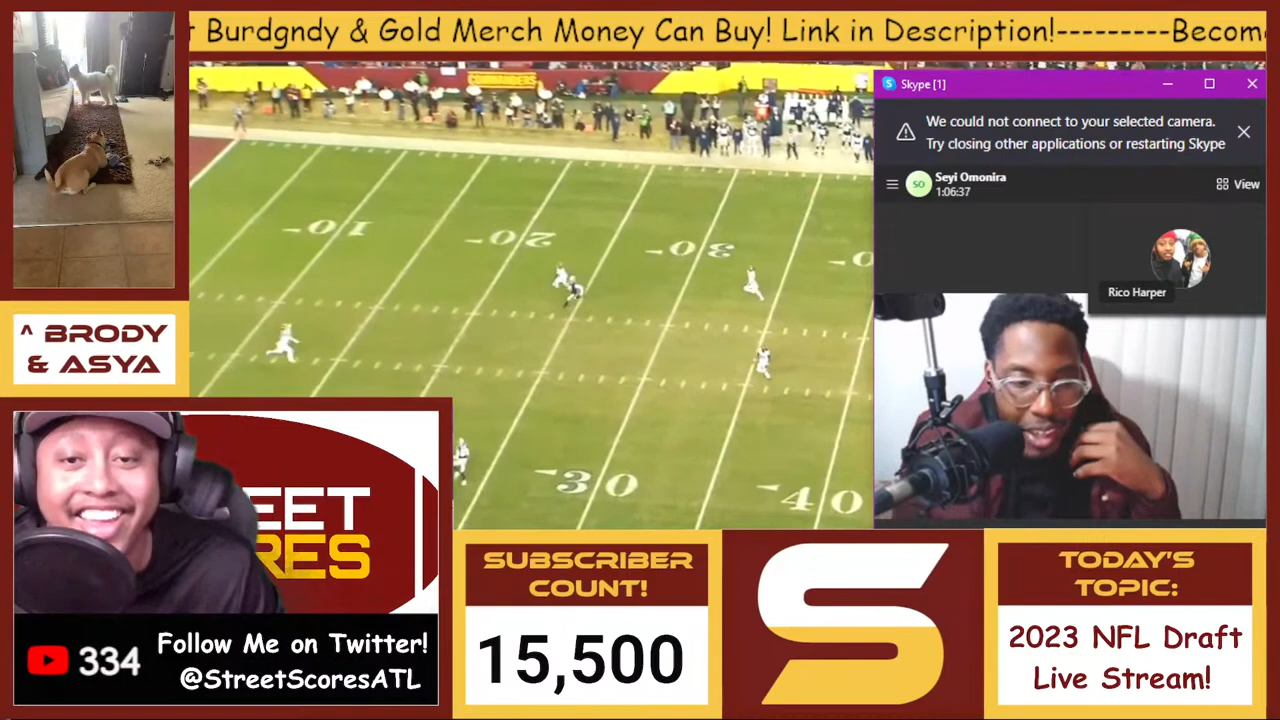 Burdgndy & Gold Merch Money Can Buy! Link in Description!---------Becom
COMMANDERS
Skype [1]
We could not connect to your selected camera.
Try closing other applications or restarting Skype
SO
Seyi Omonira
1:06:37
View
Rico Harper
10
20
30
30
40
^ BRODY
& ASYA
EET
RES
334
Follow Me on Twitter!
@StreetScoresATL
SUBSCRIBER
COUNT!
15,500
S
TODAY'S
TOPIC:
2023 NFL Draft
Live Stream!